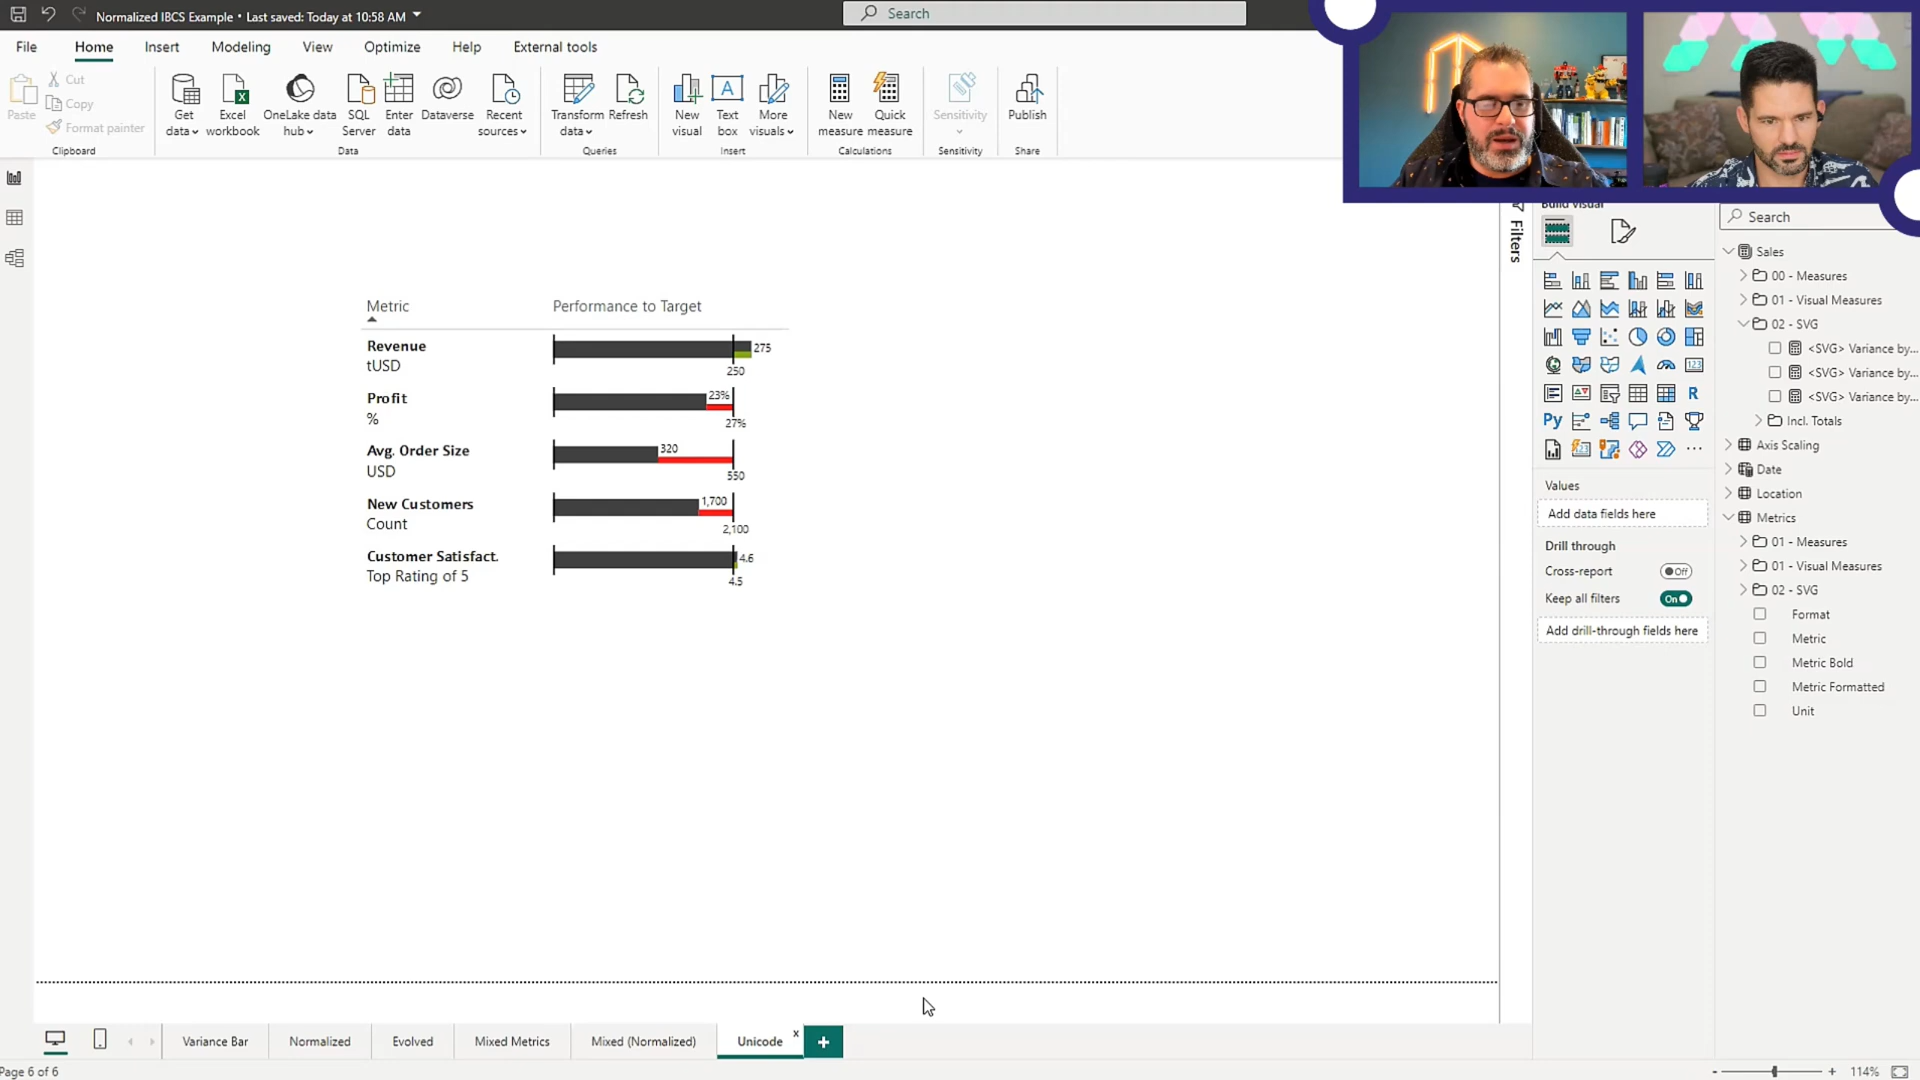 Normalized IBCS Example • Last saved: Today at 10:58 AM
Search
File
Home
Insert
Modeling
View
Optimize
Help
External tools
Paste
Cut
Copy
Format painter
Clipboard
Get data
Excel workbook
OneLake data hub
SQL Server
Enter data
Dataverse
Recent sources
Data
Transform data
Refresh
Queries
New visual
Text box
More visuals
Insert
New measure
Quick measure
Calculations
Sensitivity
Sensitivity
Publish
Share
Metric
Performance to Target
Revenue
tUSD
275
250
Profit
%
23%
27%
Avg. Order Size
USD
320
550
New Customers
Count
1,700
2,100
Customer Satisfact.
Top Rating of 5
4.6
4.5
Filters
Build visual
123
R
Py
Values
Add data fields here
Drill through
Cross-report
Off
Keep all filters
On
Add drill-through fields here
Search
Sales
00 - Measures
01 - Visual Measures
02 - SVG
<SVG> Variance by...
<SVG> Variance by...
<SVG> Variance by...
Incl. Totals
Axis Scaling
Date
Location
Metrics
01 - Measures
01 - Visual Measures
02 - SVG
Format
Metric
Metric Bold
Metric Formatted
Unit
Variance Bar
Normalized
Evolved
Mixed Metrics
Mixed (Normalized)
Unicode
x
+
Page 6 of 6
- + 114%